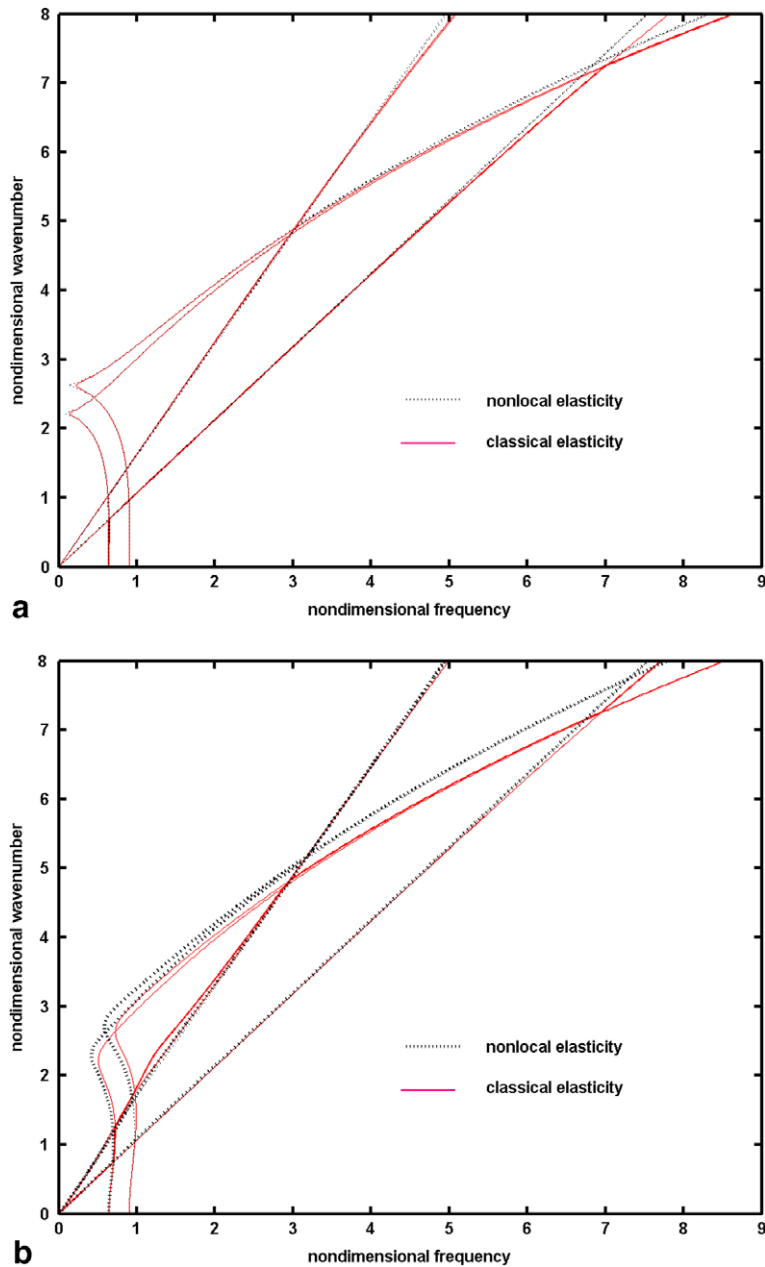 8
7
6
5
4
3
2
1
0
nondimensional wavenumber
nonlocal elasticity
classical elasticity
0 1 2 3 4 5 6 7 8 9
nondimensional frequency
a
8
7
6
5
4
3
2
1
0
nondimensional wavenumber
nonlocal elasticity
classical elasticity
0 1 2 3 4 5 6 7 8 9
nondimensional frequency
b